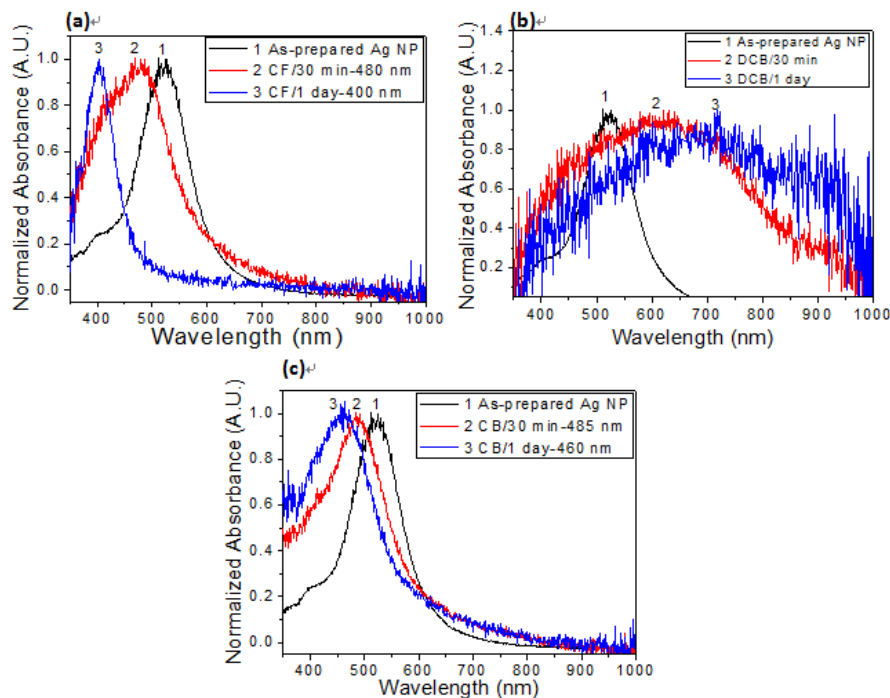 (a)↵
3 2 1
1 As-prepared Ag NP
2 CF/30 min-480 nm
3 CF/1 day-400 nm
Normalized Absorbance (A.U.)
1.0
0.8
0.6
0.4
0.2
0.0
400 500 600 700 800 900 1000
Wavelength (nm)
(b)↵
1 As-prepared Ag NP
2 DCB/30 min
3 DCB/1 day
1 2 3
Normalized Absorbance (A.U.)
1.4
1.2
1.0
0.8
0.6
0.4
0.2
400 500 600 700 800 900 1000
Wavelength (nm)
(c)↵
3 2 1
1 As-prepared Ag NP
2 CB/30 min-485 nm
3 CB/1 day-460 nm
Normalized Absorbance (A.U.)
1.0
0.8
0.6
0.4
0.2
0.0
400 500 600 700 800 900 1000
Wavelength (nm)